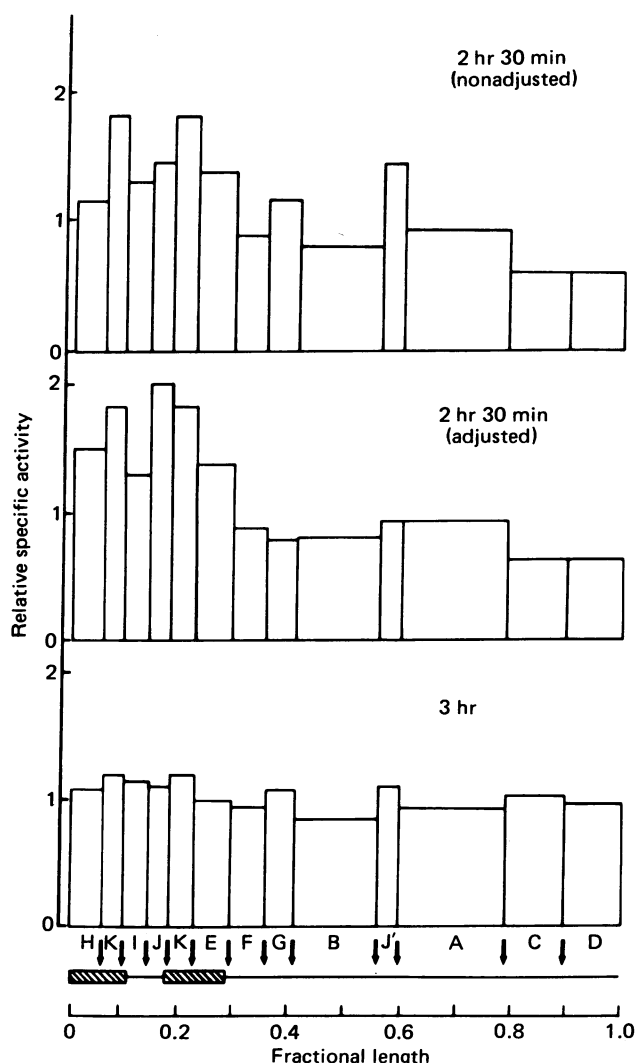 2 hr 30 min
(nonadjusted)
2
1
0
2 hr 30 min
(adjusted)
2
1
0
Relative specific activity
3 hr
2
1
0
H K I J K E F G B J' A C D
0 0.2 0.4 0.6 0.8 1.0
Fractional length